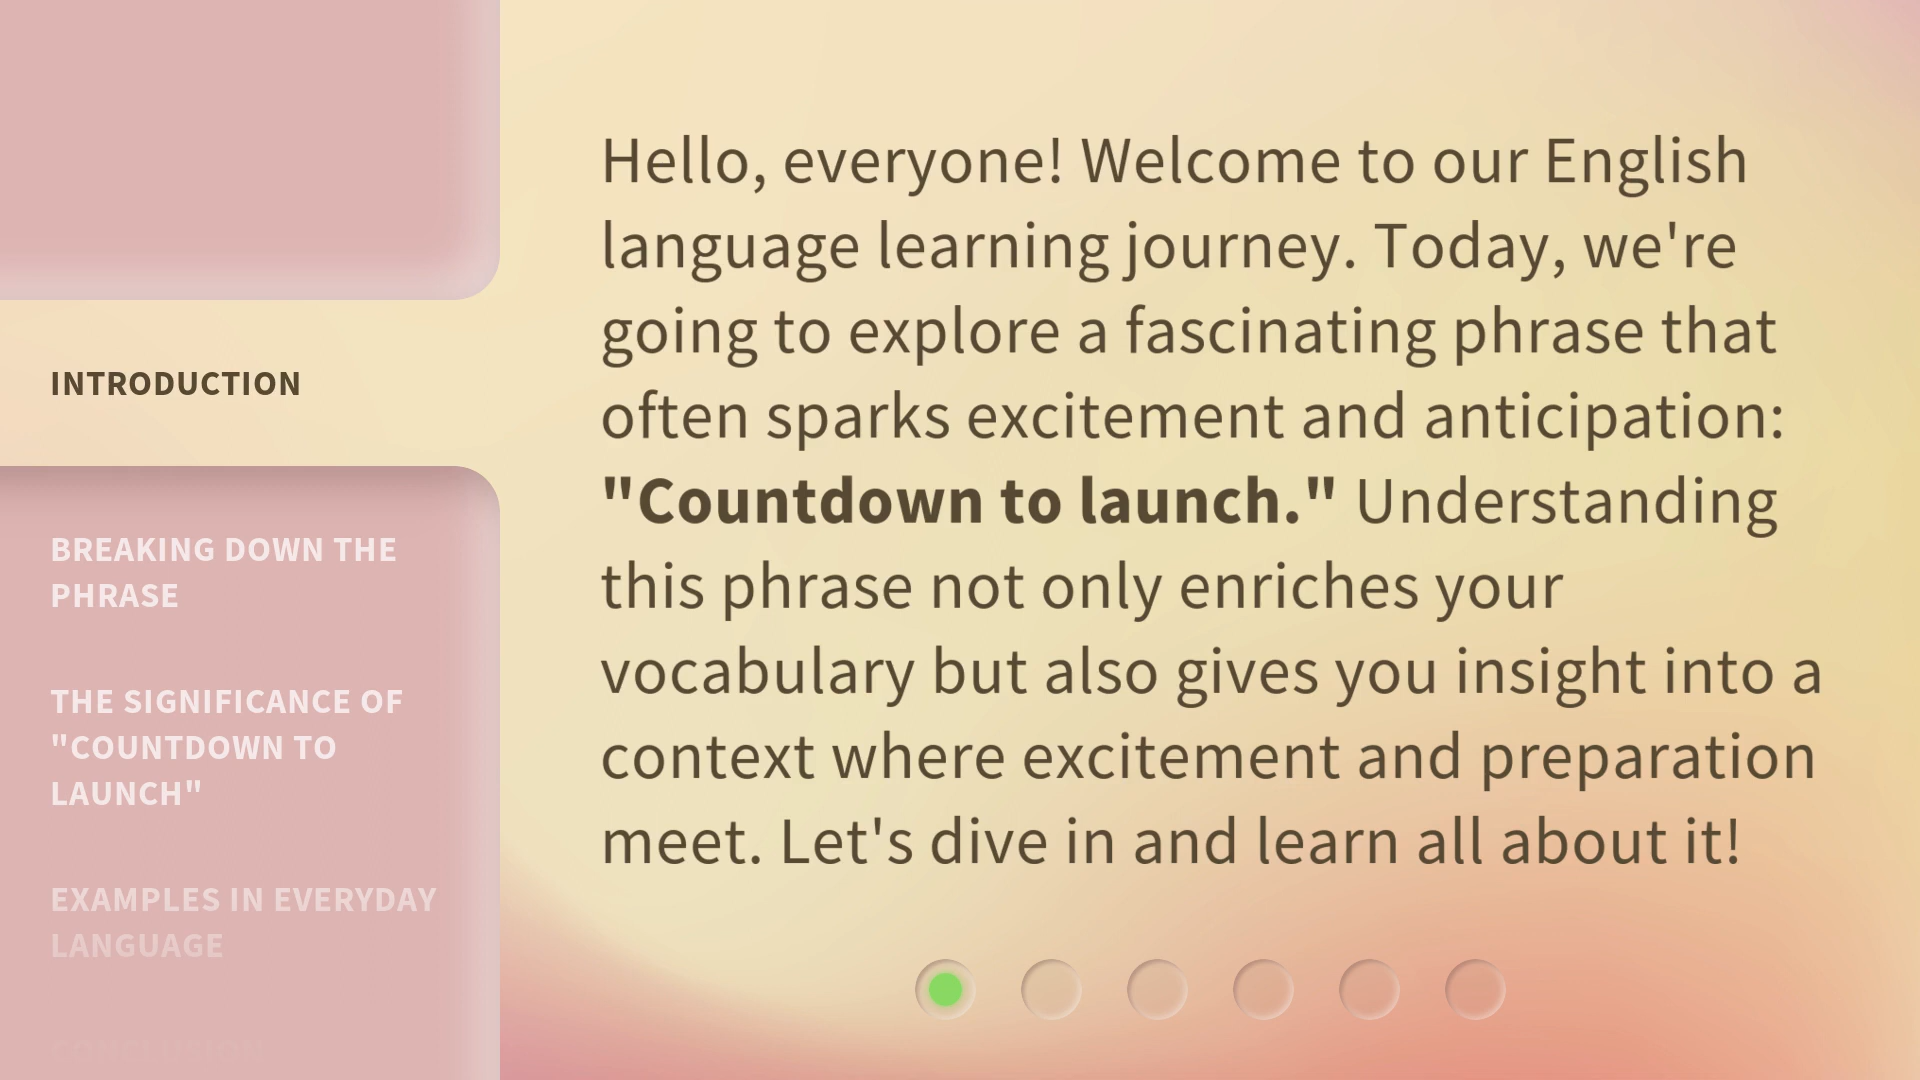 INTRODUCTION
BREAKING DOWN THE
PHRASE
THE SIGNIFICANCE OF
"COUNTDOWN TO
LAUNCH"
EXAMPLES IN EVERYDAY
LANGUAGE
CONCLUSION
Hello, everyone! Welcome to our English
language learning journey. Today, we're
going to explore a fascinating phrase that
often sparks excitement and anticipation:
"Countdown to launch." Understanding
this phrase not only enriches your
vocabulary but also gives you insight into a
context where excitement and preparation
meet. Let's dive in and learn all about it!